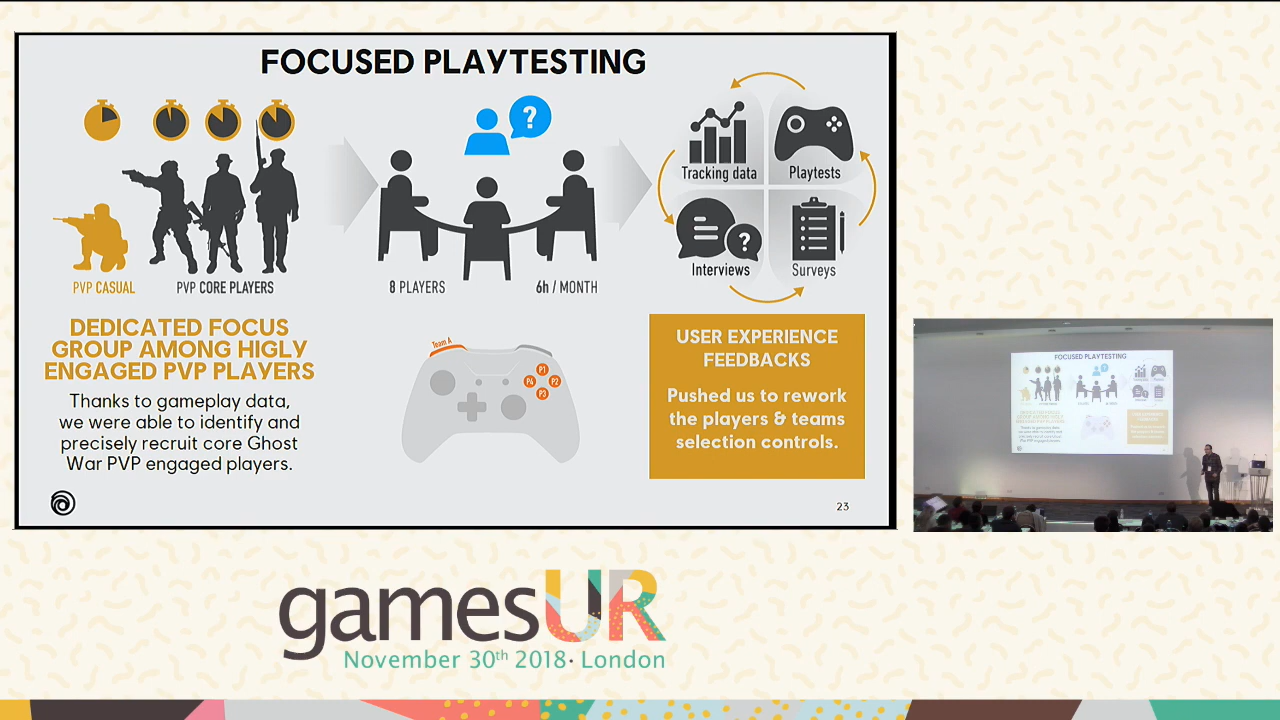 FOCUSED PLAYTESTING
?
Tracking data
Playtests
Interviews
?
Surveys
PVP CASUAL
PVP CORE PLAYERS
8 PLAYERS
6h / MONTH
DEDICATED FOCUS
GROUP AMONG HIGLY
ENGAGED PVP PLAYERS
Thanks to gameplay data,
we were able to identify and
precisely recruit core Ghost
War PVP engaged players.
Team A
P1
P4
P2
P3
USER EXPERIENCE
FEEDBACKS
Pushed us to rework
the players & teams
selection controls.
23
FOCUSED PLAYTESTING
gamesUR
November 30th 2018· London